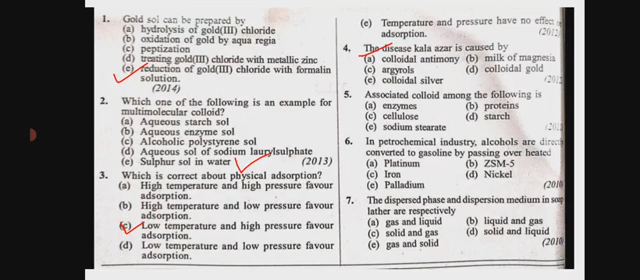 1. Gold sol can be prepared by
(a) hydrolysis of gold(III) chloride
(b) oxidation of gold by aqua regia
(c) peptization
(d) treating gold(III) chloride with metallic zinc
(e) reduction of gold(III) chloride with formalin
solution.
(2014)
2. Which one of the following is an example for
multimolecular colloid?
(a) Aqueous starch sol
(b) Aqueous enzyme sol
(c) Alcoholic polystyrene sol
(d) Aqueous sol of sodium laurylsulphate
(e) Sulphur sol in water (2013)
3. Which is correct about physical adsorption?
(a) High temperature and high pressure favour
adsorption.
(b) High temperature and low pressure favour
adsorption.
(c) Low temperature and high pressure favour
adsorption.
(d) Low temperature and low pressure favour
adsorption.
(e) Temperature and pressure have no effect
adsorption. (2012)
4. The disease kala azar is caused by
(a) colloidal antimony (b) milk of magnesia
(c) argyrols (d) colloidal gold
(e) colloidal silver
5. Associated colloid among the following is
(a) enzymes (b) proteins
(c) cellulose (d) starch
(e) sodium stearate
6. In petrochemical industry, alcohols are
converted to gasoline by passing over heated
(a) Platinum (b) ZSM-5
(c) Iron (d) Nickel
(e) Palladium (2010
7. The dispersed phase and dispersion medium in
lather are respectively
(a) gas and liquid (b) liquid and gas
(c) solid and gas (d) solid and liquid
(e) gas and solid (2010